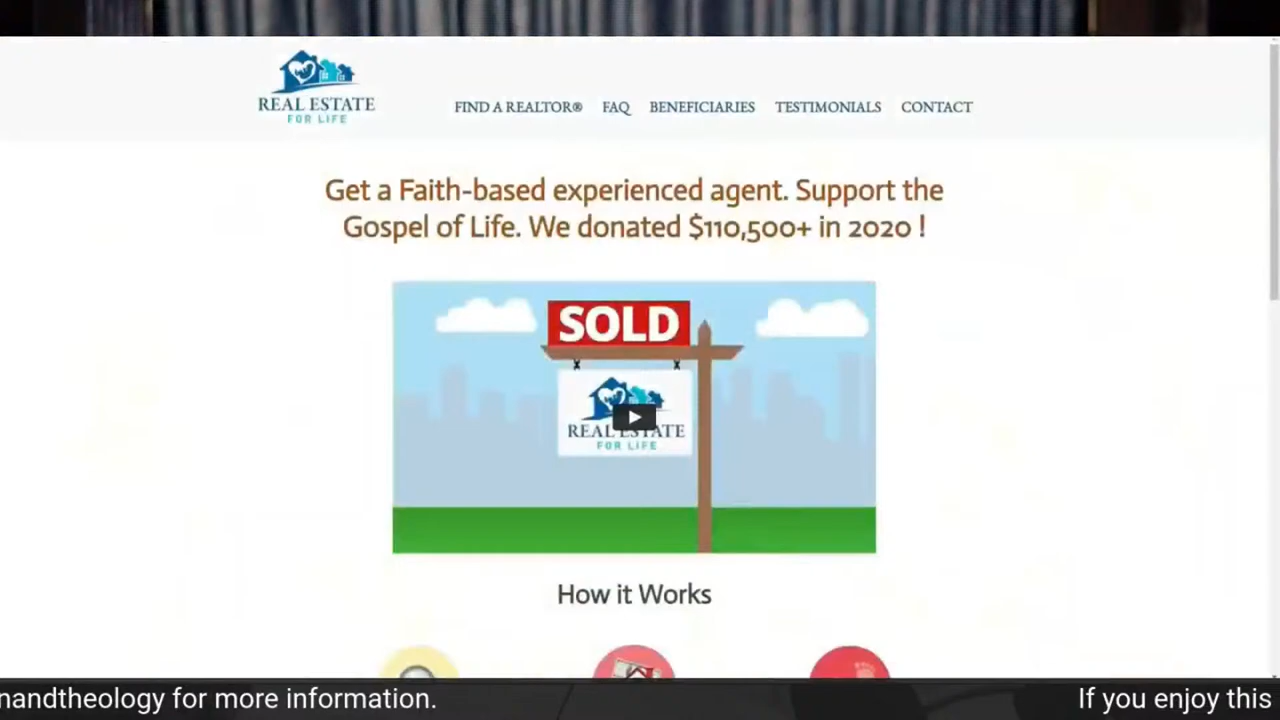 REAL ESTATE
FOR LIFE
FIND A REALTOR® FAQ BENEFICIARIES TESTIMONIALS CONTACT
Get a Faith-based experienced agent. Support the
Gospel of Life. We donated $110,500+ in 2020 !
SOLD
REAL ESTATE
FOR LIFE
How it Works
nandtheology for more information. If you enjoy this